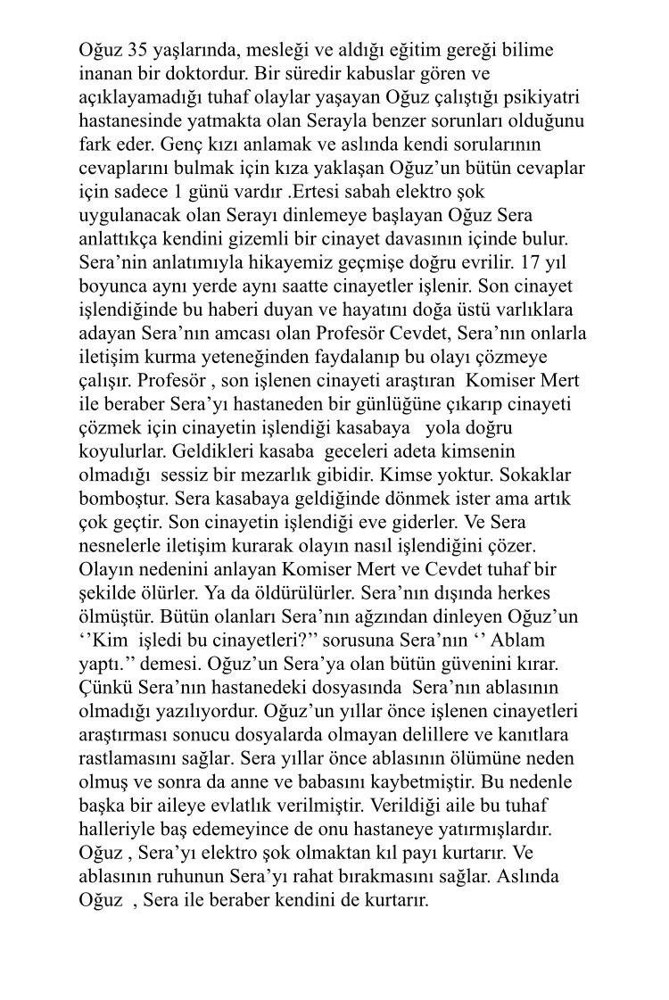 Oğuz 35 yaşlarında, mesleği ve aldığı eğitim gereği bilime
inanan bir doktordur. Bir süredir kabuslar gören ve
açıklayamadığı tuhaf olaylar yaşayan Oğuz çalıştığı psikiyatri
hastanesinde yatmakta olan Serayla benzer sorunları olduğunu
fark eder. Genç kızı anlamak ve aslında kendi sorularının
cevaplarını bulmak için kıza yaklaşan Oğuz’un bütün cevaplar
için sadece 1 günü vardır .Ertesi sabah elektro şok
uygulanacak olan Serayı dinlemeye başlayan Oğuz Sera
anlattıkça kendini gizemli bir cinayet davasının içinde bulur.
Sera’nin anlatımıyla hikayemiz geçmişe doğru evrilir. 17 yıl
boyunca aynı yerde aynı saatte cinayetler işlenir. Son cinayet
işlendiğinde bu haberi duyan ve hayatını doğa üstü varlıklara
adayan Sera’nın amcası olan Profesör Cevdet, Sera’nın onlarla
iletişim kurma yeteneğinden faydalanıp bu olayı çözmeye
çalışır. Profesör , son işlenen cinayeti araştıran  Komiser Mert
ile beraber Sera’yı hastaneden bir günlüğüne çıkarıp cinayeti
çözmek için cinayetin işlendiği kasabaya   yola doğru
koyulurlar. Geldikleri kasaba  geceleri adeta kimsenin
olmadığı  sessiz bir mezarlık gibidir. Kimse yoktur. Sokaklar
bomboştur. Sera kasabaya geldiğinde dönmek ister ama artık
çok geçtir. Son cinayetin işlendiği eve giderler. Ve Sera
nesnelerle iletişim kurarak olayın nasıl işlendiğini çözer.
Olayın nedenini anlayan Komiser Mert ve Cevdet tuhaf bir
şekilde ölürler. Ya da öldürülürler. Sera’nın dışında herkes
ölmüştür. Bütün olanları Sera’nın ağzından dinleyen Oğuz’un
‘’Kim  işledi bu cinayetleri?’’ sorusuna Sera’nın ‘’ Ablam
yaptı.’’ demesi. Oğuz’un Sera’ya olan bütün güvenini kırar.
Çünkü Sera’nın hastanedeki dosyasında  Sera’nın ablasının
olmadığı yazılıyordur. Oğuz’un yıllar önce işlenen cinayetleri
araştırması sonucu dosyalarda olmayan delillere ve kanıtlara
rastlamasını sağlar. Sera yıllar önce ablasının ölümüne neden
olmuş ve sonra da anne ve babasını kaybetmiştir. Bu nedenle
başka bir aileye evlatlık verilmiştir. Verildiği aile bu tuhaf
halleriyle baş edemeyince de onu hastaneye yatırmışlardır.
Oğuz , Sera’yı elektro şok olmaktan kıl payı kurtarır. Ve
ablasının ruhunun Sera’yı rahat bırakmasını sağlar. Aslında
Oğuz  , Sera ile beraber kendini de kurtarır.